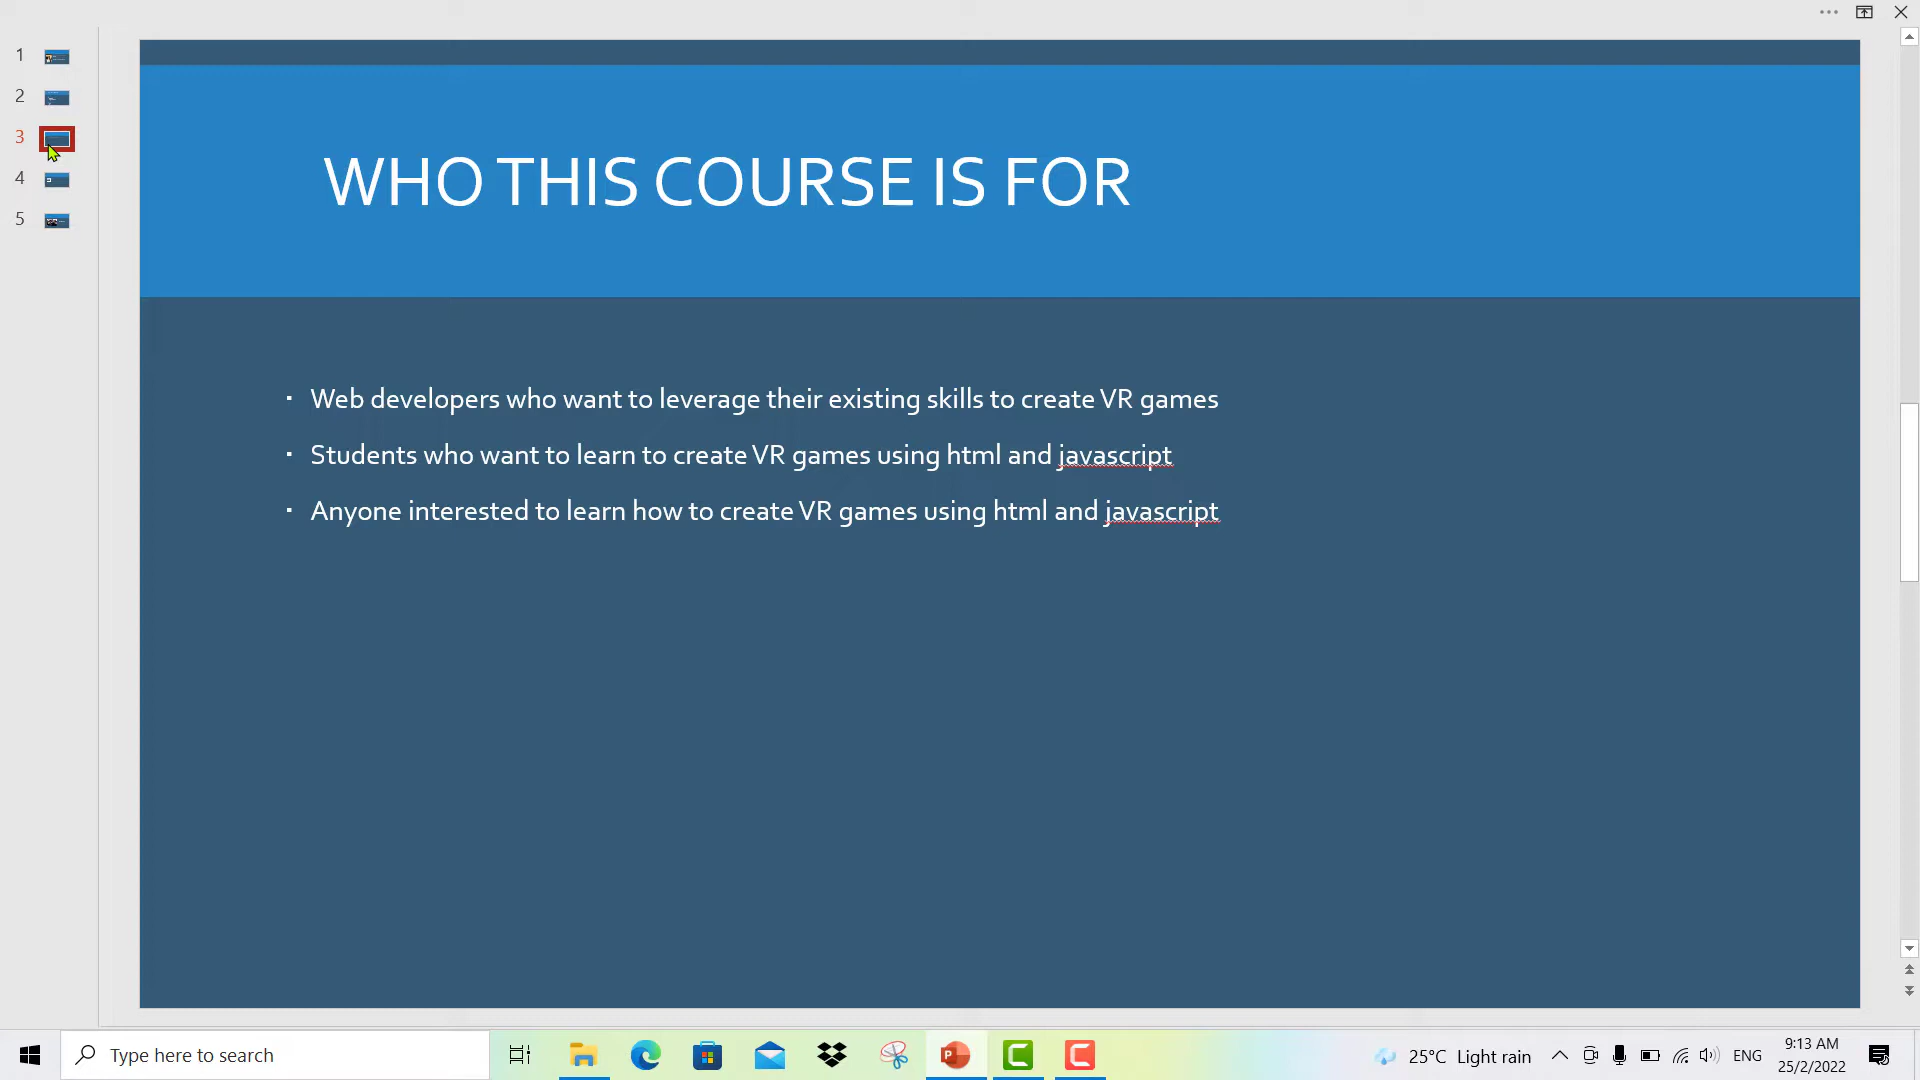 1
2
3
4
5
WHO THIS COURSE IS FOR
▪ Web developers who want to leverage their existing skills to create VR games
▪ Students who want to learn to create VR games using html and javascript
▪ Anyone interested to learn how to create VR games using html and javascript
Type here to search
25°C Light rain
ENG
9:13 AM
25/2/2022